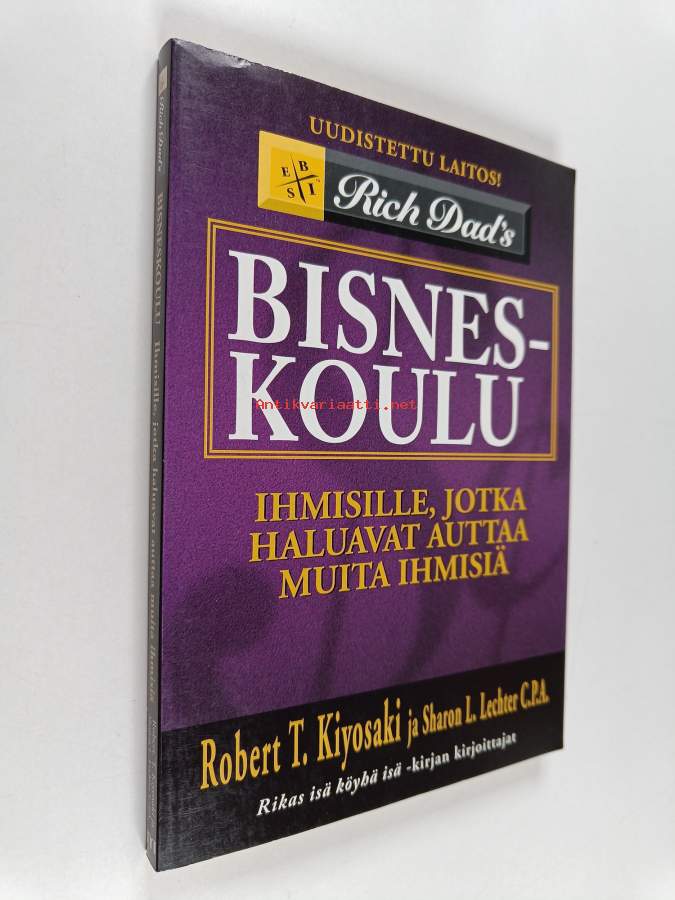 UUDISTETTU LAITOS!
E B
S I ™
Rich Dad's
BISNES-
KOULU
Antikvariaatti.net
IHMISILLE, JOTKA
HALUAVAT AUTTAA
MUITA IHMISIÄ
Robert T. Kiyosaki ja Sharon L. Lechter C.P.A.
Rikas isä köyhä isä -kirjan kirjoittajat
Rich Dad's BISNESKOULU Ihmisille, jotka haluavat auttaa muita ihmisiä